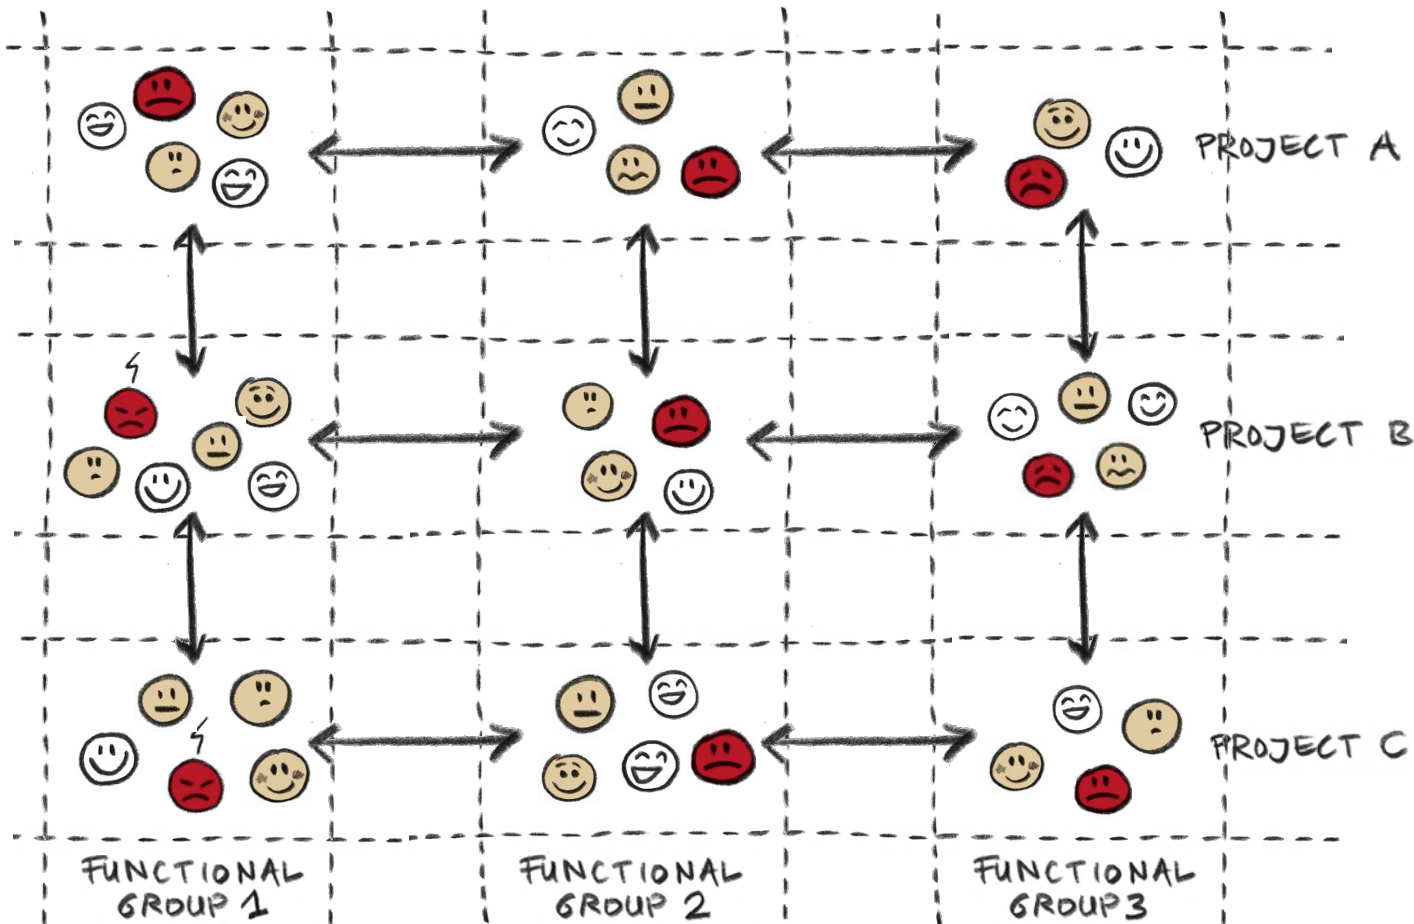 PROJECT A
PROJECT B
PROJECT C
FUNCTIONAL
GROUP 1
FUNCTIONAL
GROUP 2
FUNCTIONAL
GROUP 3